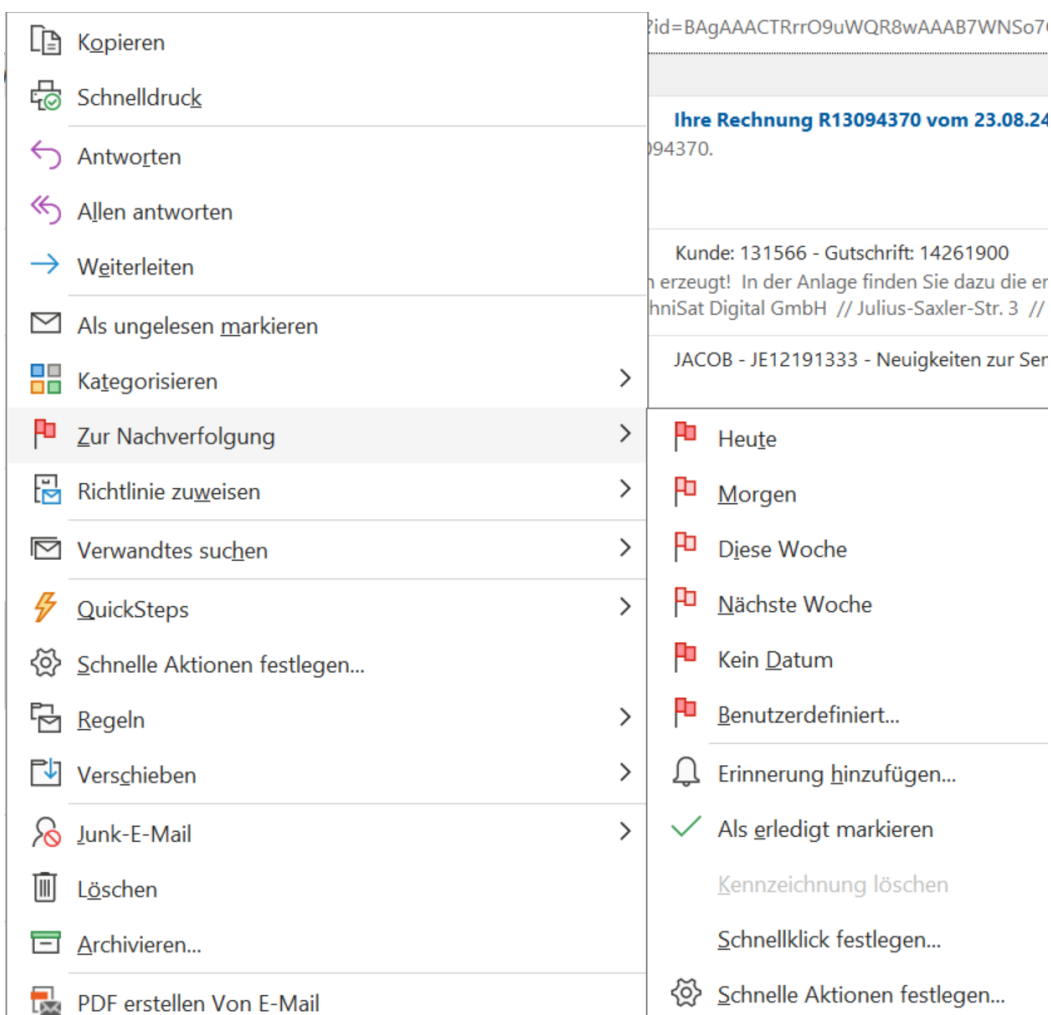 Kopieren
Schnelldruck
Antworten
Allen antworten
Weiterleiten
Als ungelesen markieren
Kategorisieren
Zur Nachverfolgung
Richtlinie zuweisen
Verwandtes suchen
QuickSteps
Schnelle Aktionen festlegen...
Regeln
Verschieben
Junk-E-Mail
Löschen
Archivieren...
PDF erstellen Von E-Mail
?id=BAgAAACTRrrO9uWQR8wAAAB7WNSo7
Ihre Rechnung R13094370 vom 23.08.24
094370.
Kunde: 131566 - Gutschrift: 14261900
erzeugt! In der Anlage finden Sie dazu die
hniSat Digital GmbH // Julius-Saxler-Str. 3 //
JACOB - JE12191333 - Neuigkeiten zur
Heute
Morgen
Diese Woche
Nächste Woche
Kein Datum
Benutzerdefiniert...
Erinnerung hinzufügen...
Als erledigt markieren
Kennzeichnung löschen
Schnellklick festlegen...
Schnelle Aktionen festlegen...